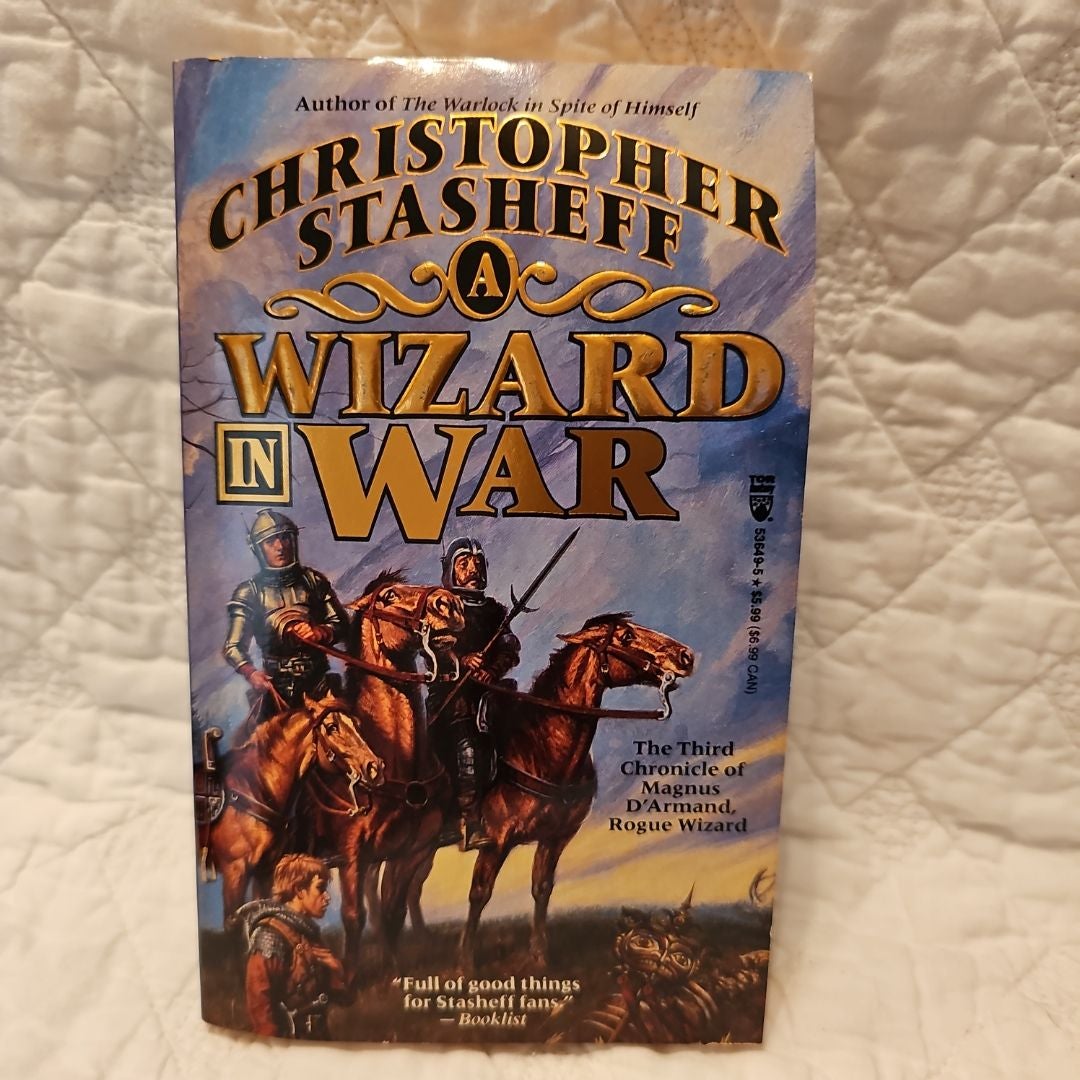 Author of The Warlock in Spite of Himself
CHRISTOPHER
STASHEFF
A
WIZARD
IN WAR
TOR
53649-5 ★ $5.99 ($6.99 CAN)
The Third
Chronicle of
Magnus
D'Armand,
Rogue Wizard
“Full of good things
for Stasheff fans.”
— Booklist